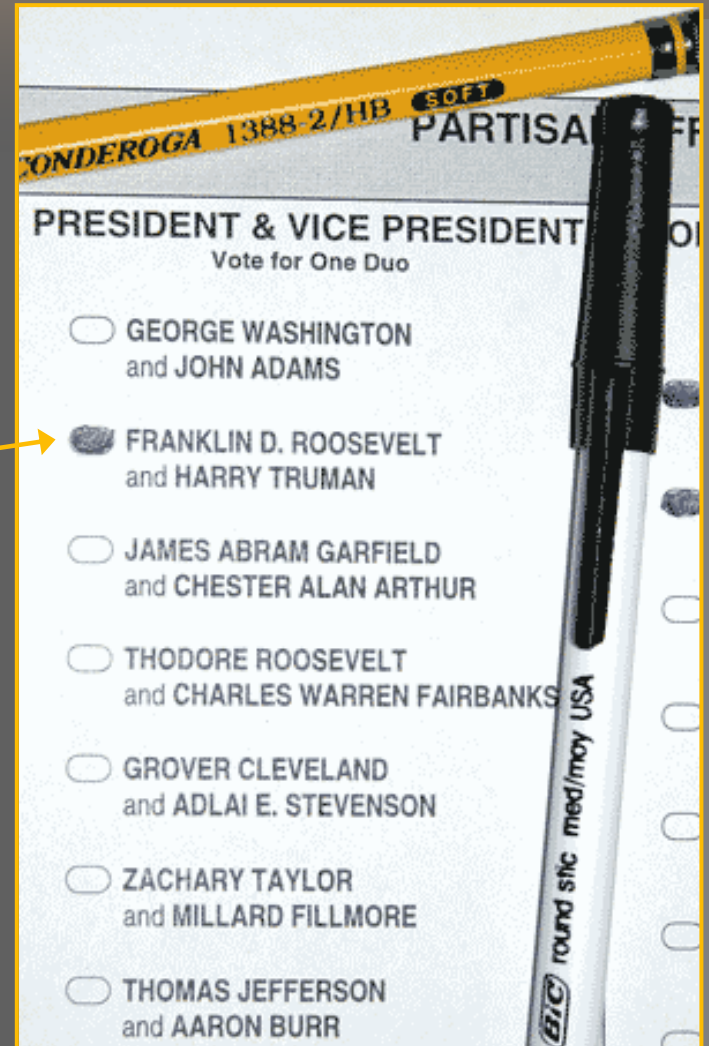 CONDEROGA 1388-2/HB SOFT
PARTISA
PRESIDENT & VICE PRESIDENT
Vote for One Duo
GEORGE WASHINGTON
and JOHN ADAMS
FRANKLIN D. ROOSEVELT
and HARRY TRUMAN
JAMES ABRAM GARFIELD
and CHESTER ALAN ARTHUR
THODORE ROOSEVELT
and CHARLES WARREN FAIRBANKS
GROVER CLEVELAND
and ADLAI E. STEVENSON
ZACHARY TAYLOR
and MILLARD FILLMORE
THOMAS JEFFERSON
and AARON BURR
BIC round stic med/moy USA